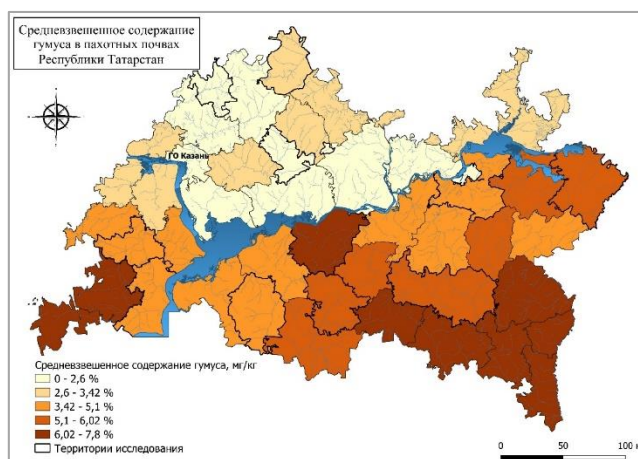 Средневзвешенное содержание
гумуса в пахотных почвах
Республики Татарстан
ГО Казань
Средневзвешенное содержание гумуса, мг/кг
0 - 2,6 %
2,6 - 3,42 %
3,42 - 5,1 %
5,1 - 6,02 %
6,02 - 7,8 %
Территории исследования
0 50 100